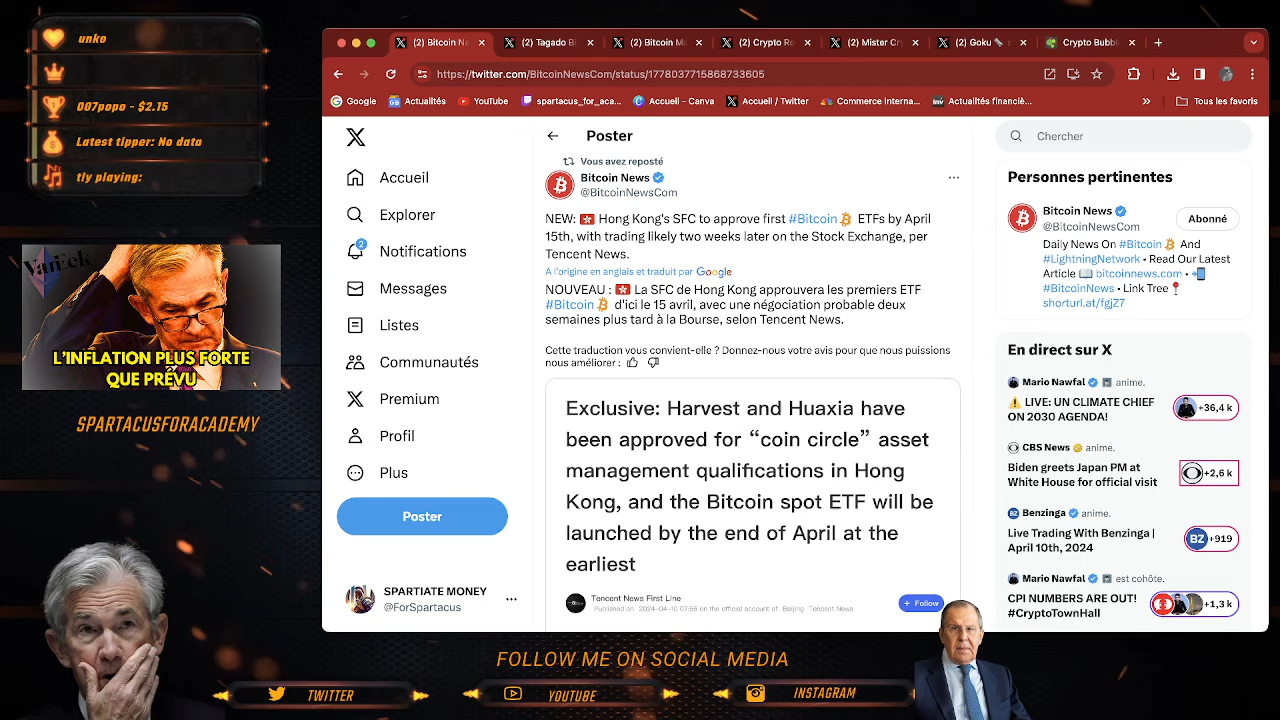 unko
007popo - $2.15
Latest tipper: No data
tly playing:
VanEck
L'INFLATION PLUS FORTE
QUE PRÉVU
SPARTACUSFORACADEMY
(2) Bitcoin Ne
(2) Tagado Bi
(2) Bitcoin M
(2) Crypto Ro
(2) Mister Cr
(2) Goku
Crypto Bubbl
https://twitter.com/BitcoinNewsCom/status/1778037715868733605
Google
Actualités
YouTube
spartacus_for_aca...
Accueil - Canva
Accueil / Twitter
Commerce Interna...
Actualités financiè...
Tous les favoris
Accueil
Explorer
2
Notifications
Messages
Listes
Communautés
Premium
Profil
Plus
Poster
SPARTIATE MONEY
@ForSpartacus
Poster
Vous avez reposté
Bitcoin News
@BitcoinNewsCom
NEW: 🇭🇰 Hong Kong's SFC to approve first #Bitcoin ETFs by April
15th, with trading likely two weeks later on the Stock Exchange, per
Tencent News.
À l'origine en anglais et traduit par Google
NOUVEAU : 🇭🇰 La SFC de Hong Kong approuvera les premiers ETF
#Bitcoin d'ici le 15 avril, avec une négociation probable deux
semaines plus tard à la Bourse, selon Tencent News.
Cette traduction vous convient-elle ? Donnez-nous votre avis pour que nous puissions
nous améliorer :
Exclusive: Harvest and Huaxia have
been approved for “coin circle” asset
management qualifications in Hong
Kong, and the Bitcoin spot ETF will be
launched by the end of April at the
earliest
Tencent News First Line
Published on 2024-04-10 07:56 on the official account of Beijing Tencent News
+ Follow
Chercher
Personnes pertinentes
Bitcoin News
@BitcoinNewsCom
Abonné
Daily News On #Bitcoin And
#LightningNetwork • Read Our Latest
Article 📖 bitcoinnews.com • 📲
#BitcoinNews • Link Tree 📍
shorturl.at/fgjZ7
En direct sur X
Mario Nawfal anime.
⚠️ LIVE: UN CLIMATE CHIEF
ON 2030 AGENDA!
+36,4 k
CBS News anime.
Biden greets Japan PM at
White House for official visit
+2,6 k
BZ Benzinga anime.
Live Trading With Benzinga |
April 10th, 2024
BZ +919
Mario Nawfal est cohôte.
CPI NUMBERS ARE OUT!
#CryptoTownHall
+1,3 k
FOLLOW ME ON SOCIAL MEDIA
TWITTER
YOUTUBE
INSTAGRAM